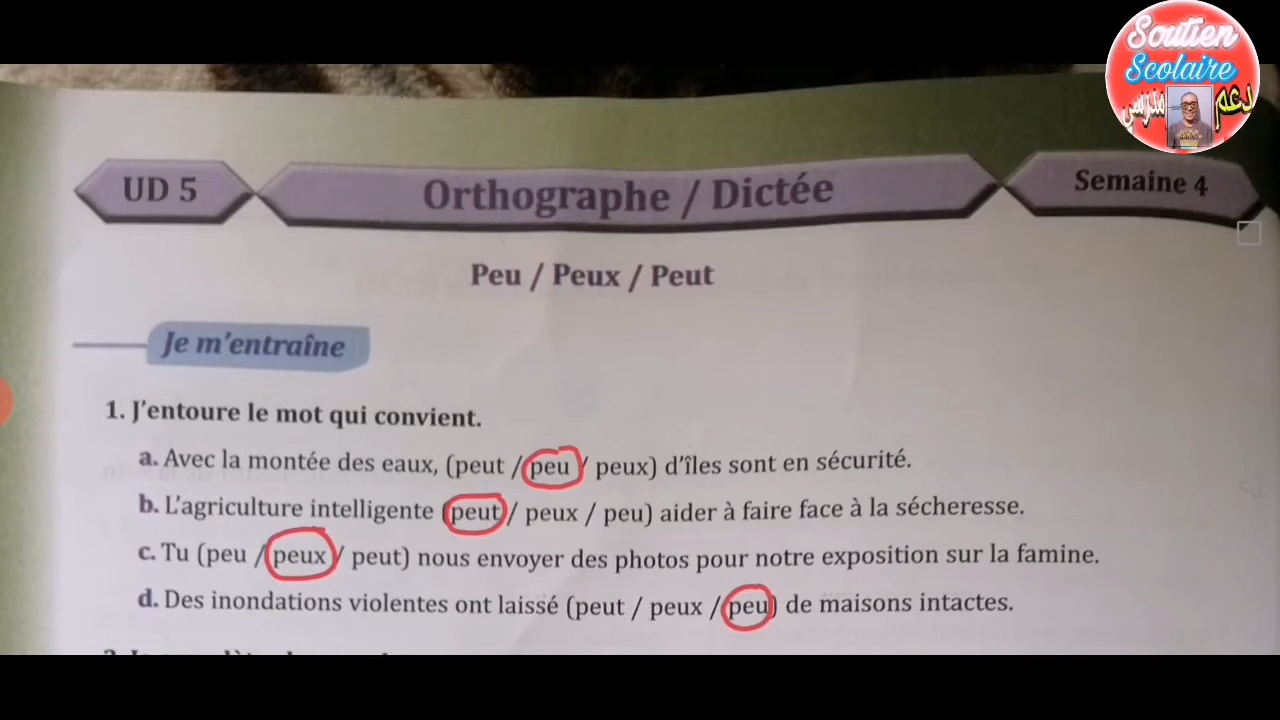 Soutien
Scolaire
دعم مدرسي
UD 5
Orthographe / Dictée
Semaine 4
Peu / Peux / Peut
Je m'entraîne
1. J'entoure le mot qui convient.
a. Avec la montée des eaux, (peut / peu / peux) d'îles sont en sécurité.
b. L'agriculture intelligente (peut / peux / peu) aider à faire face à la sécheresse.
c. Tu (peu / peux / peut) nous envoyer des photos pour notre exposition sur la famine.
d. Des inondations violentes ont laissé (peut / peux / peu) de maisons intactes.